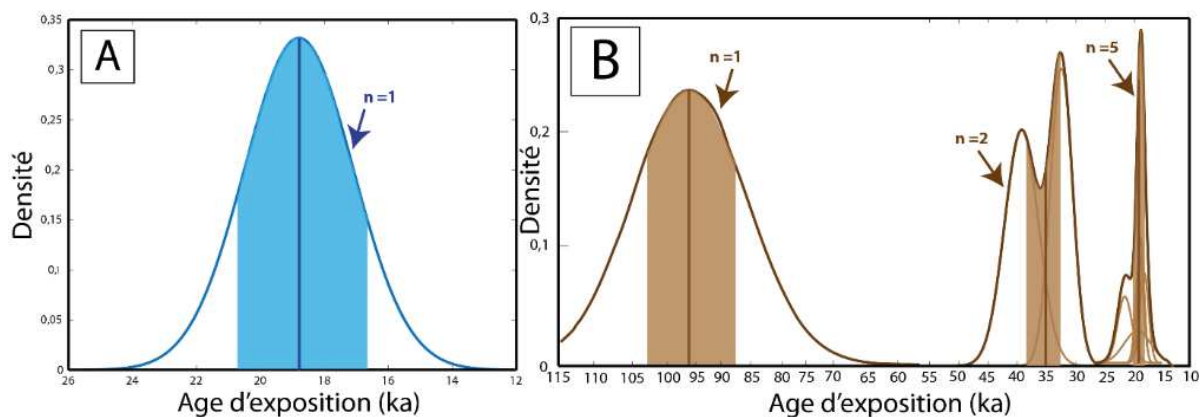 A
Densité
0,35
0,3
0,25
0,2
0,15
0,1
0,05
0
n =1
26 24 22 20 18 16 14 12
Age d'exposition (ka)
B
Densité
0,3
0,2
0,1
0
n =1
n =2
n =5
115 110 105 100 95 90 85 80 75 70 65 60 55 50 45 40 35 30 25 20 15 10
Age d'exposition (ka)